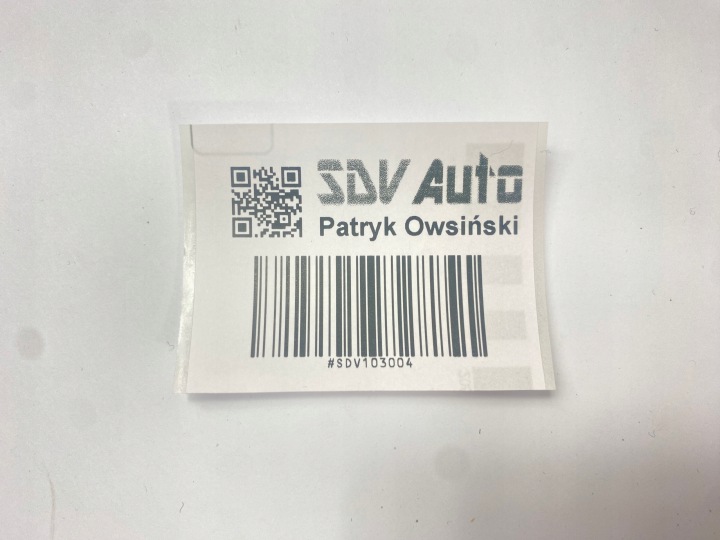 SDV Auto
Patryk Owsiński
#SDV103004